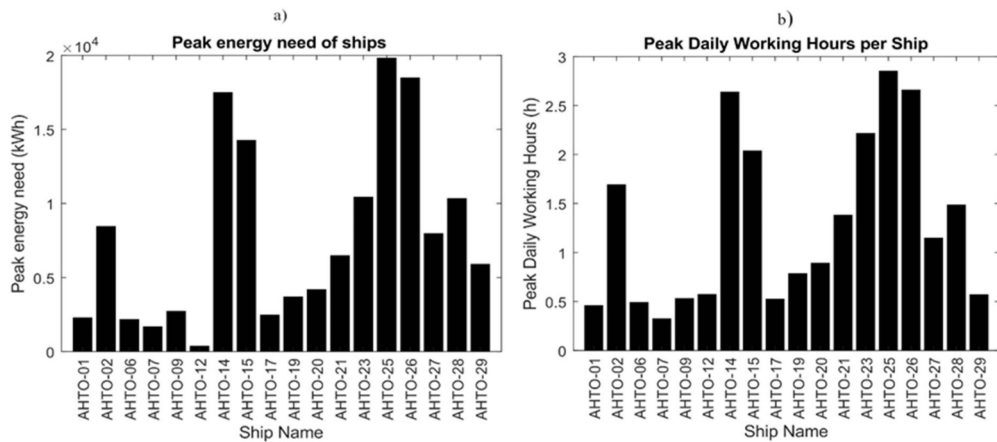 a)
Peak energy need of ships
×10⁴
2
1.5
1
0.5
0
Peak energy need (kWh)
AHTO-01
AHTO-02
AHTO-06
AHTO-07
AHTO-09
AHTO-12
AHTO-14
AHTO-15
AHTO-17
AHTO-19
AHTO-20
AHTO-21
AHTO-23
AHTO-25
AHTO-26
AHTO-27
AHTO-28
AHTO-29
Ship Name
b)
Peak Daily Working Hours per Ship
3
2.5
2
1.5
1
0.5
0
Peak Daily Working Hours (h)
AHTO-01
AHTO-02
AHTO-06
AHTO-07
AHTO-09
AHTO-12
AHTO-14
AHTO-15
AHTO-17
AHTO-19
AHTO-20
AHTO-21
AHTO-23
AHTO-25
AHTO-26
AHTO-27
AHTO-28
AHTO-29
Ship Name